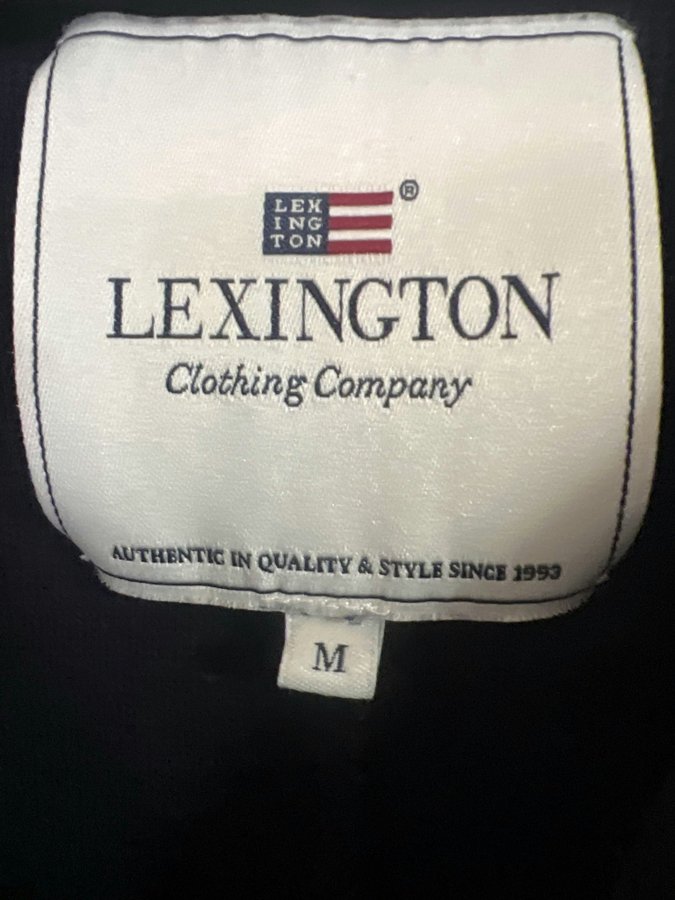 LEX
ING
TON
®
LEXINGTON
Clothing Company
AUTHENTIC IN QUALITY & STYLE SINCE 1993
M